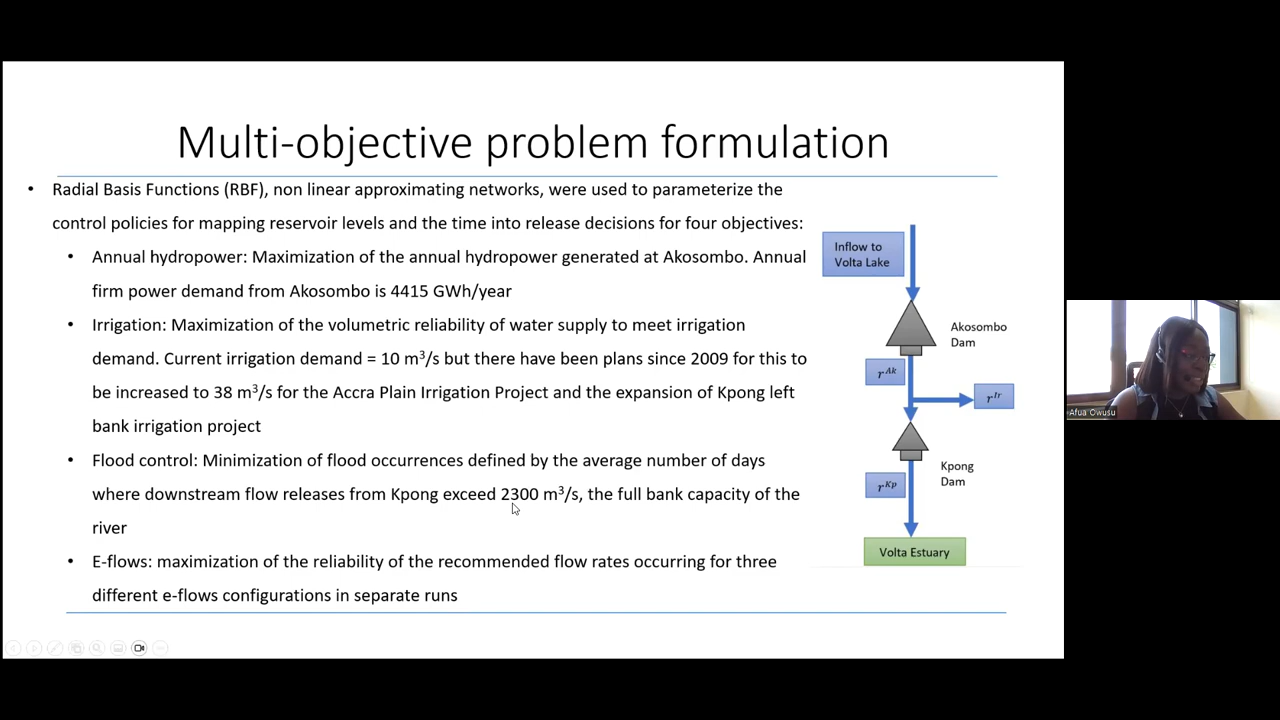 Multi-objective problem formulation
• Radial Basis Functions (RBF), non linear approximating networks, were used to parameterize the
control policies for mapping reservoir levels and the time into release decisions for four objectives:
• Annual hydropower: Maximization of the annual hydropower generated at Akosombo. Annual
firm power demand from Akosombo is 4415 GWh/year
• Irrigation: Maximization of the volumetric reliability of water supply to meet irrigation
demand. Current irrigation demand = 10 m³/s but there have been plans since 2009 for this to
be increased to 38 m³/s for the Accra Plain Irrigation Project and the expansion of Kpong left
bank irrigation project
• Flood control: Minimization of flood occurrences defined by the average number of days
where downstream flow releases from Kpong exceed 2300 m³/s, the full bank capacity of the
river
• E-flows: maximization of the reliability of the recommended flow rates occurring for three
different e-flows configurations in separate runs
Inflow to
Volta Lake
Akosombo
Dam
r^Ak
r^Ir
Kpong
Dam
r^Kp
Volta Estuary
Afua Owusu